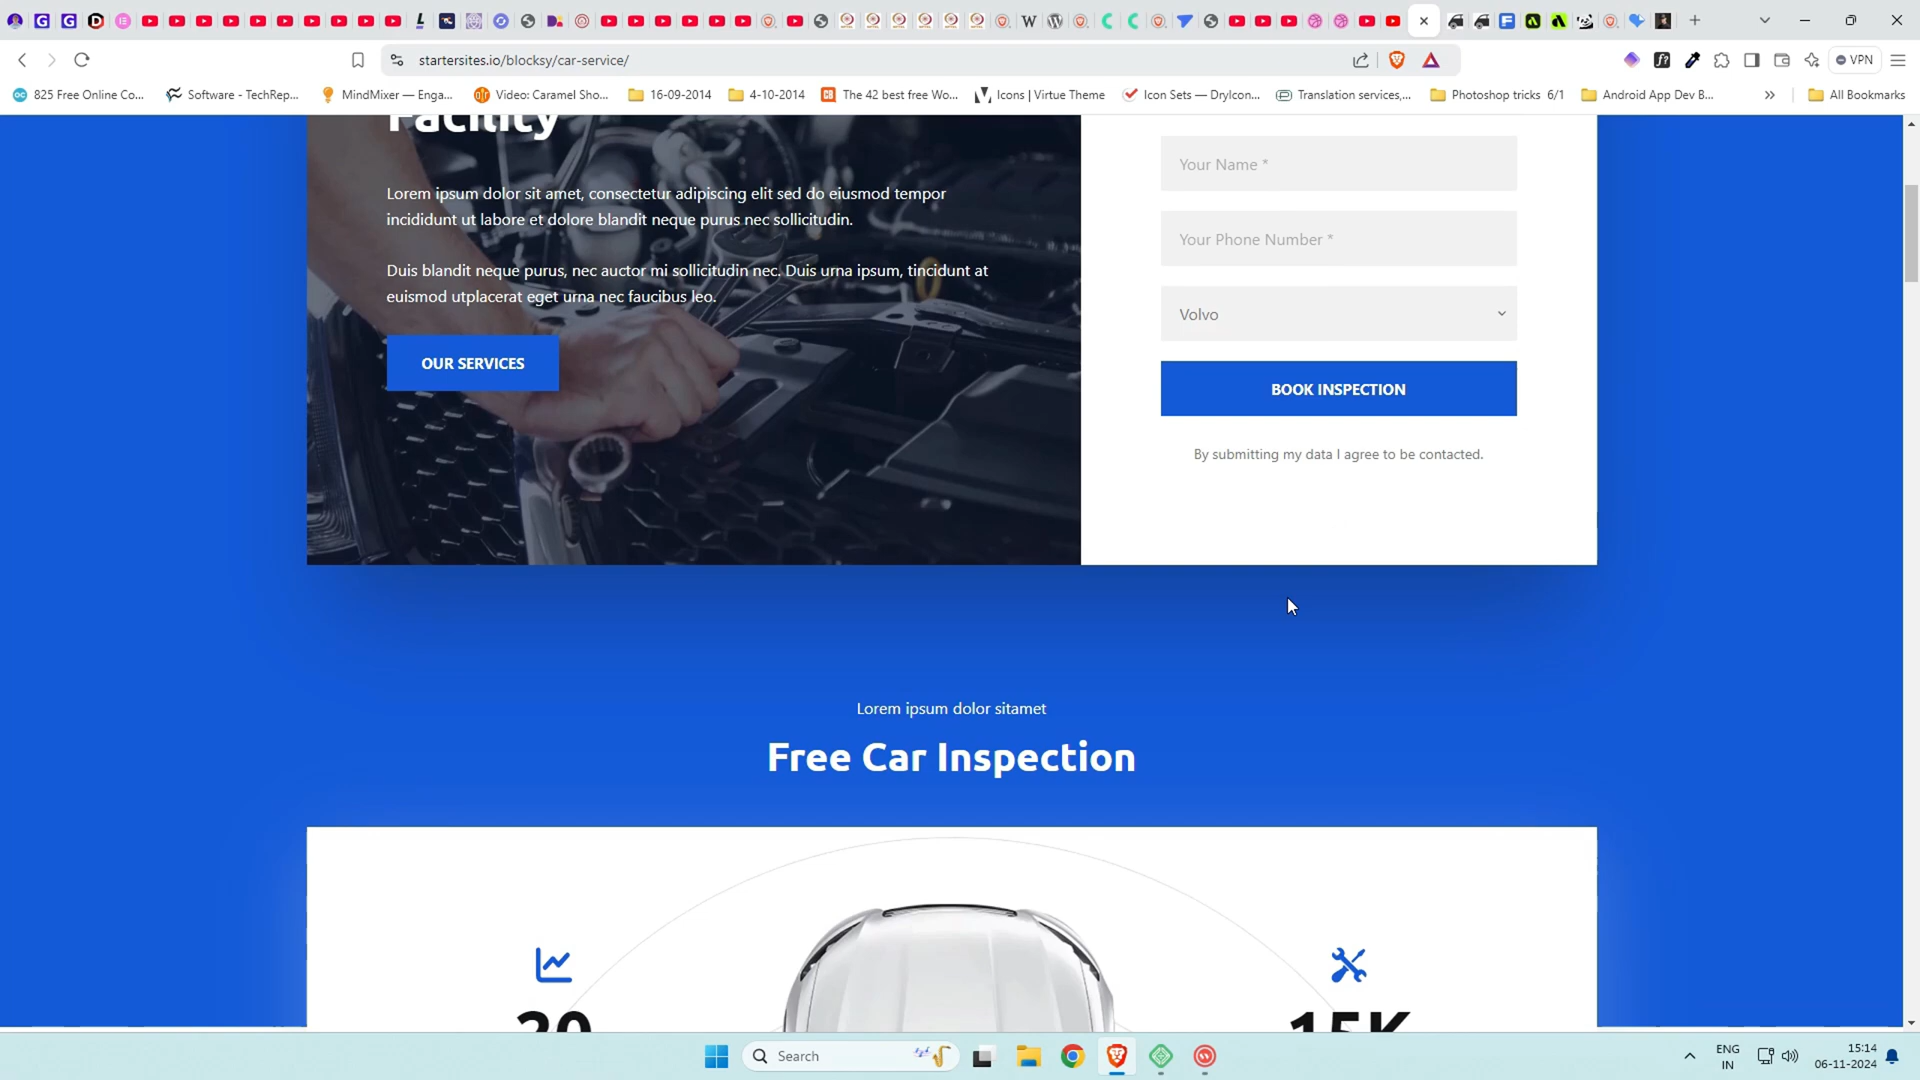 startersites.io/blocksy/car-service/
VPN
825 Free Online Co...
Software - TechRep...
MindMixer — Enga...
Video: Caramel Sho...
16-09-2014
4-10-2014
The 42 best free Wo...
Icons | Virtue Theme
Icon Sets — DryIcon...
Translation services,...
Photoshop tricks 6/1
Android App Dev B...
All Bookmarks
Facility
Lorem ipsum dolor sit amet, consectetur adipiscing elit sed do eiusmod tempor
incididunt ut labore et dolore blandit neque purus nec sollicitudin.
Duis blandit neque purus, nec auctor mi sollicitudin nec. Duis urna ipsum, tincidunt at
euismod utplacerat eget urna nec faucibus leo.
OUR SERVICES
Your Name *
Your Phone Number *
Volvo
BOOK INSPECTION
By submitting my data I agree to be contacted.
Lorem ipsum dolor sitamet
Free Car Inspection
20
15K
Search
ENG
IN
15:14
06-11-2024